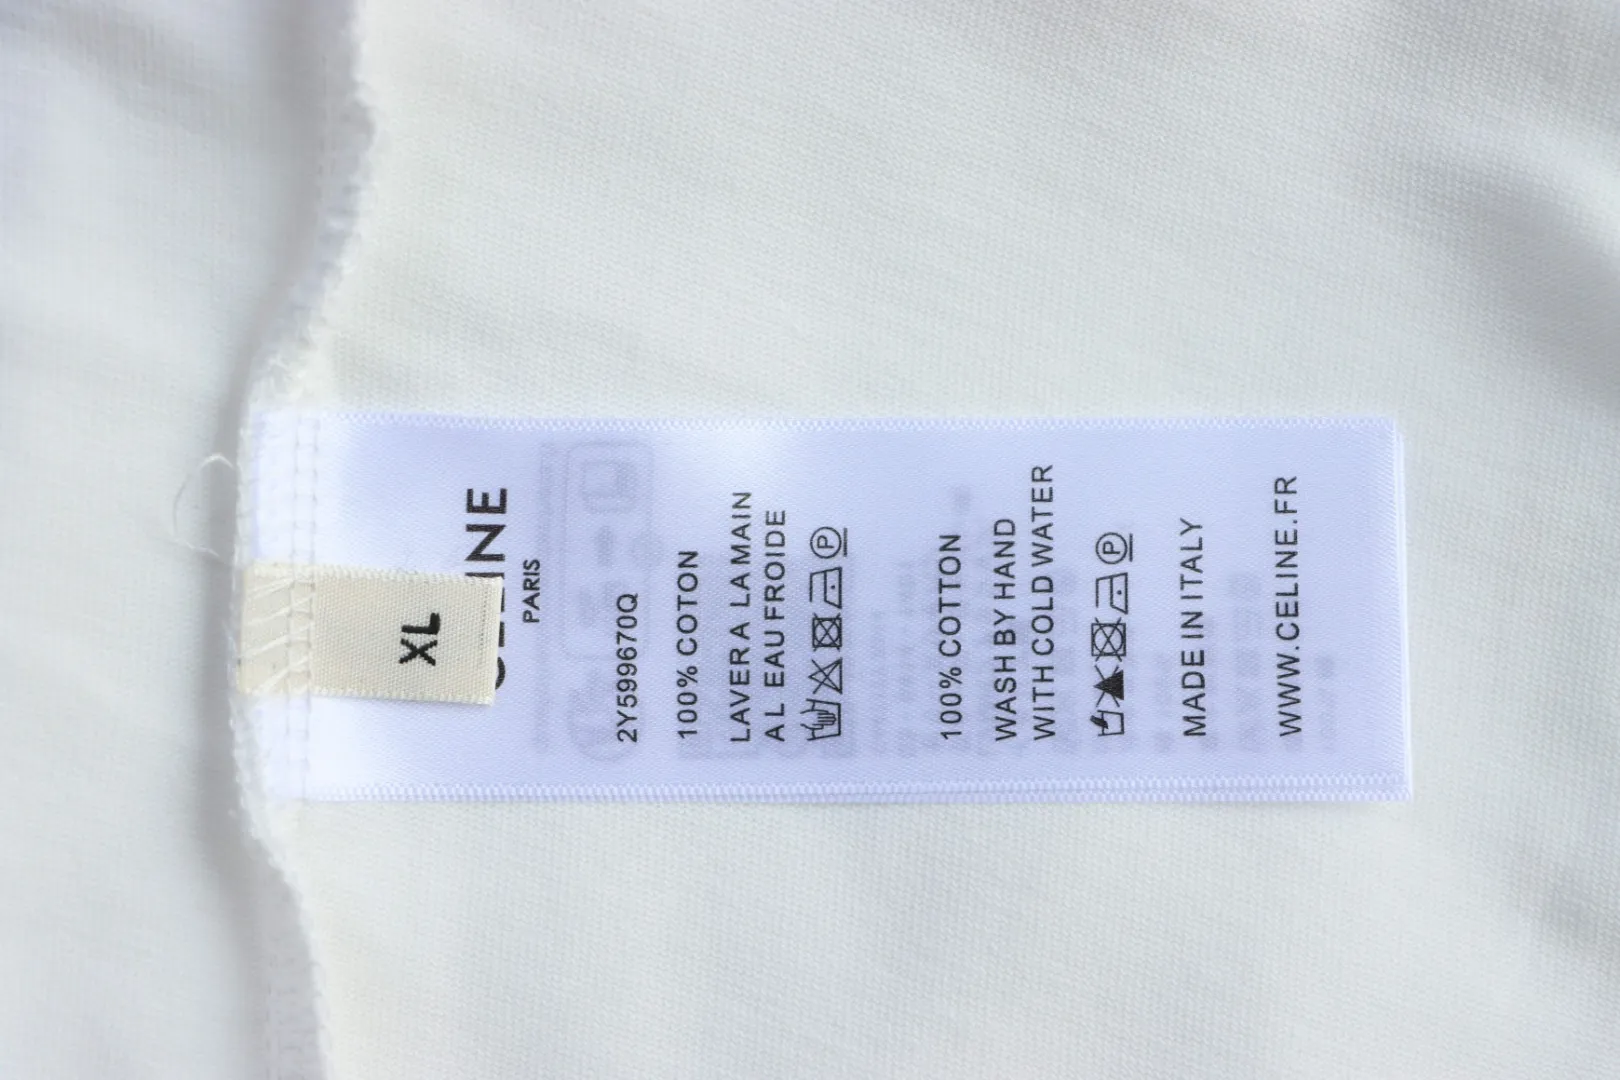 XL
CELINE
PARIS
2Y599670Q
100% COTON
LAVER A LA MAIN
A L EAU FROIDE
P
100% COTTON
WASH BY HAND
WITH COLD WATER
P
MADE IN ITALY
WWW.CELINE.FR